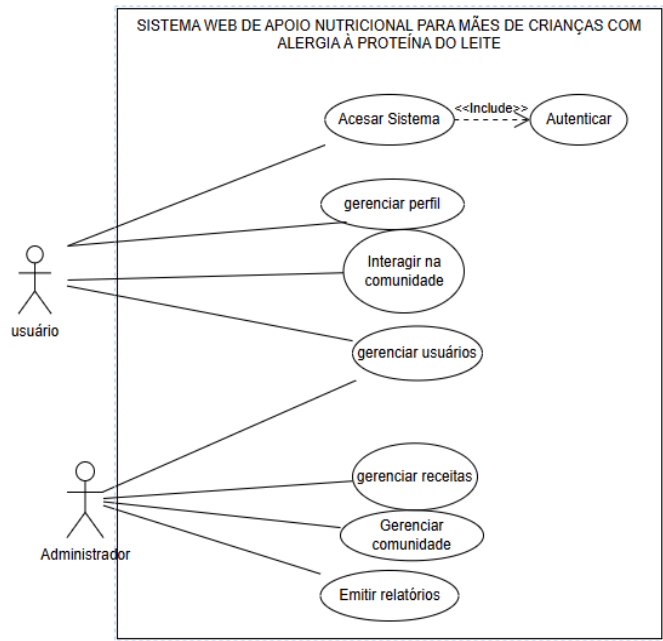 SISTEMA WEB DE APOIO NUTRICIONAL PARA MÃES DE CRIANÇAS COM
ALERGIA À PROTEÍNA DO LEITE
Acesar Sistema
<<Include>>
Autenticar
gerenciar perfil
Interagir na
comunidade
usuário
gerenciar usuários
gerenciar receitas
Gerenciar
comunidade
Administrador
Emitir relatórios